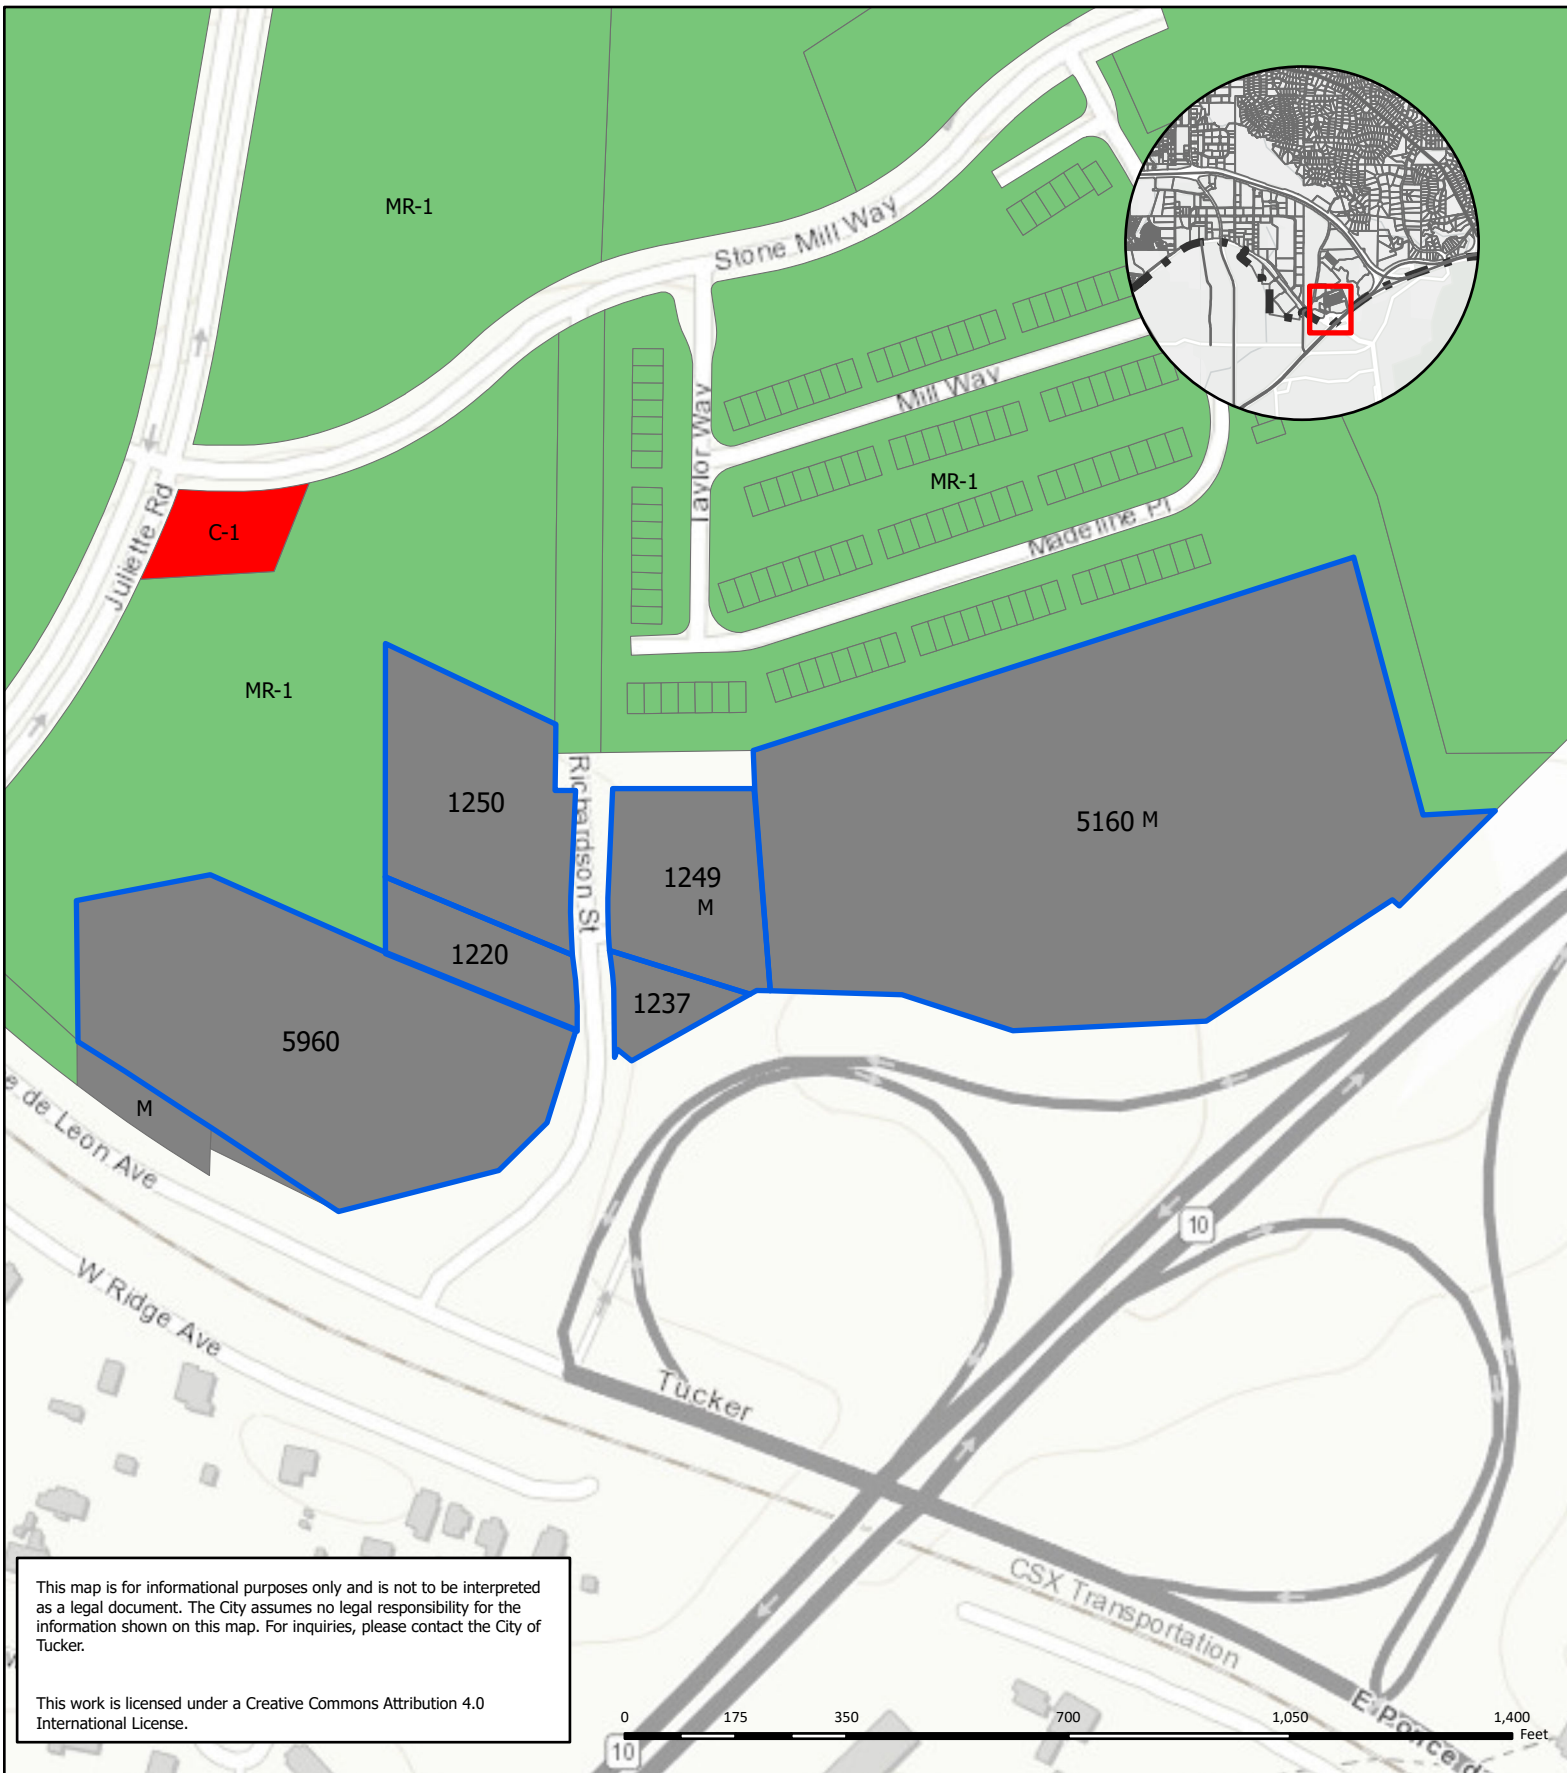 MR-1
Stone Mill Way
Mill Way
Taylor Way
MR-1
C-1
Juliette Rd
Madeline Pl
MR-1
Richardson St
1250
5160 M
1249
M
1220
1237
5960
M
e de Leon Ave
10
W Ridge Ave
Tucker
CSX Transportation
This map is for informational purposes only and is not to be interpreted
as a legal document. The City assumes no legal responsibility for the
information shown on this map. For inquiries, please contact the City of
Tucker.
This work is licensed under a Creative Commons Attribution 4.0
International License.
0 175 350 700 1,050 1,400
Feet
E Ponce d
10